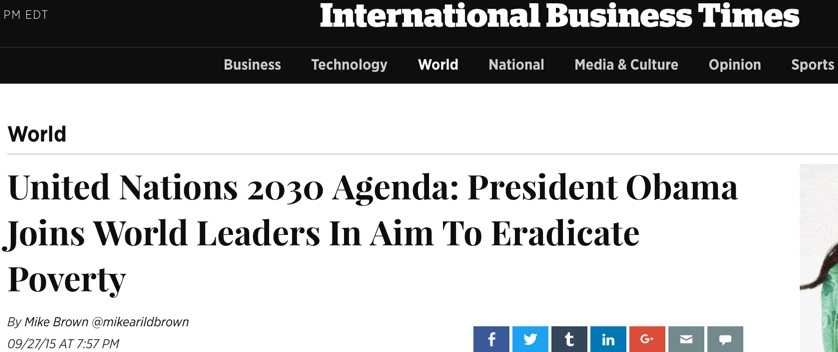 PM EDT
International Business Times
Business Technology World National Media & Culture Opinion Sports
World
United Nations 2030 Agenda: President Obama
Joins World Leaders In Aim To Eradicate
Poverty
By Mike Brown @mikearildbrown
09/27/15 AT 7:57 PM